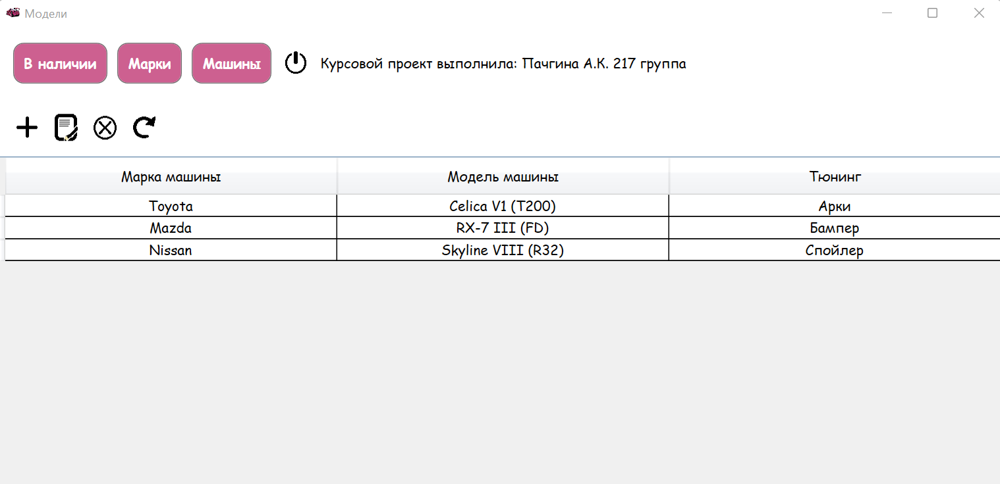 Модели
В наличии Марки Машины Курсовой проект выполнила: Пачгина А.К. 217 группа
Марка машины Модель машины Тюнинг
Toyota Celica V1 (T200) Арки
Mazda RX-7 III (FD) Бампер
Nissan Skyline VIII (R32) Спойлер